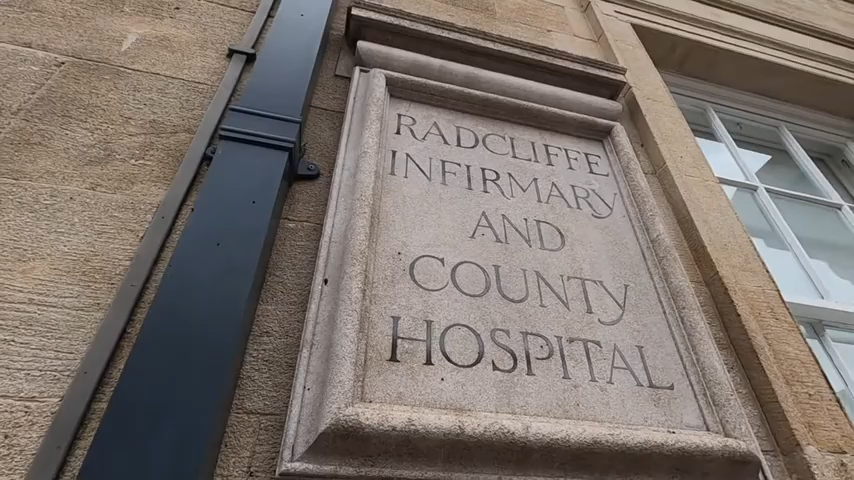 RADCLIFFE
INFIRMARY
AND
COUNTY
HOSPITAL